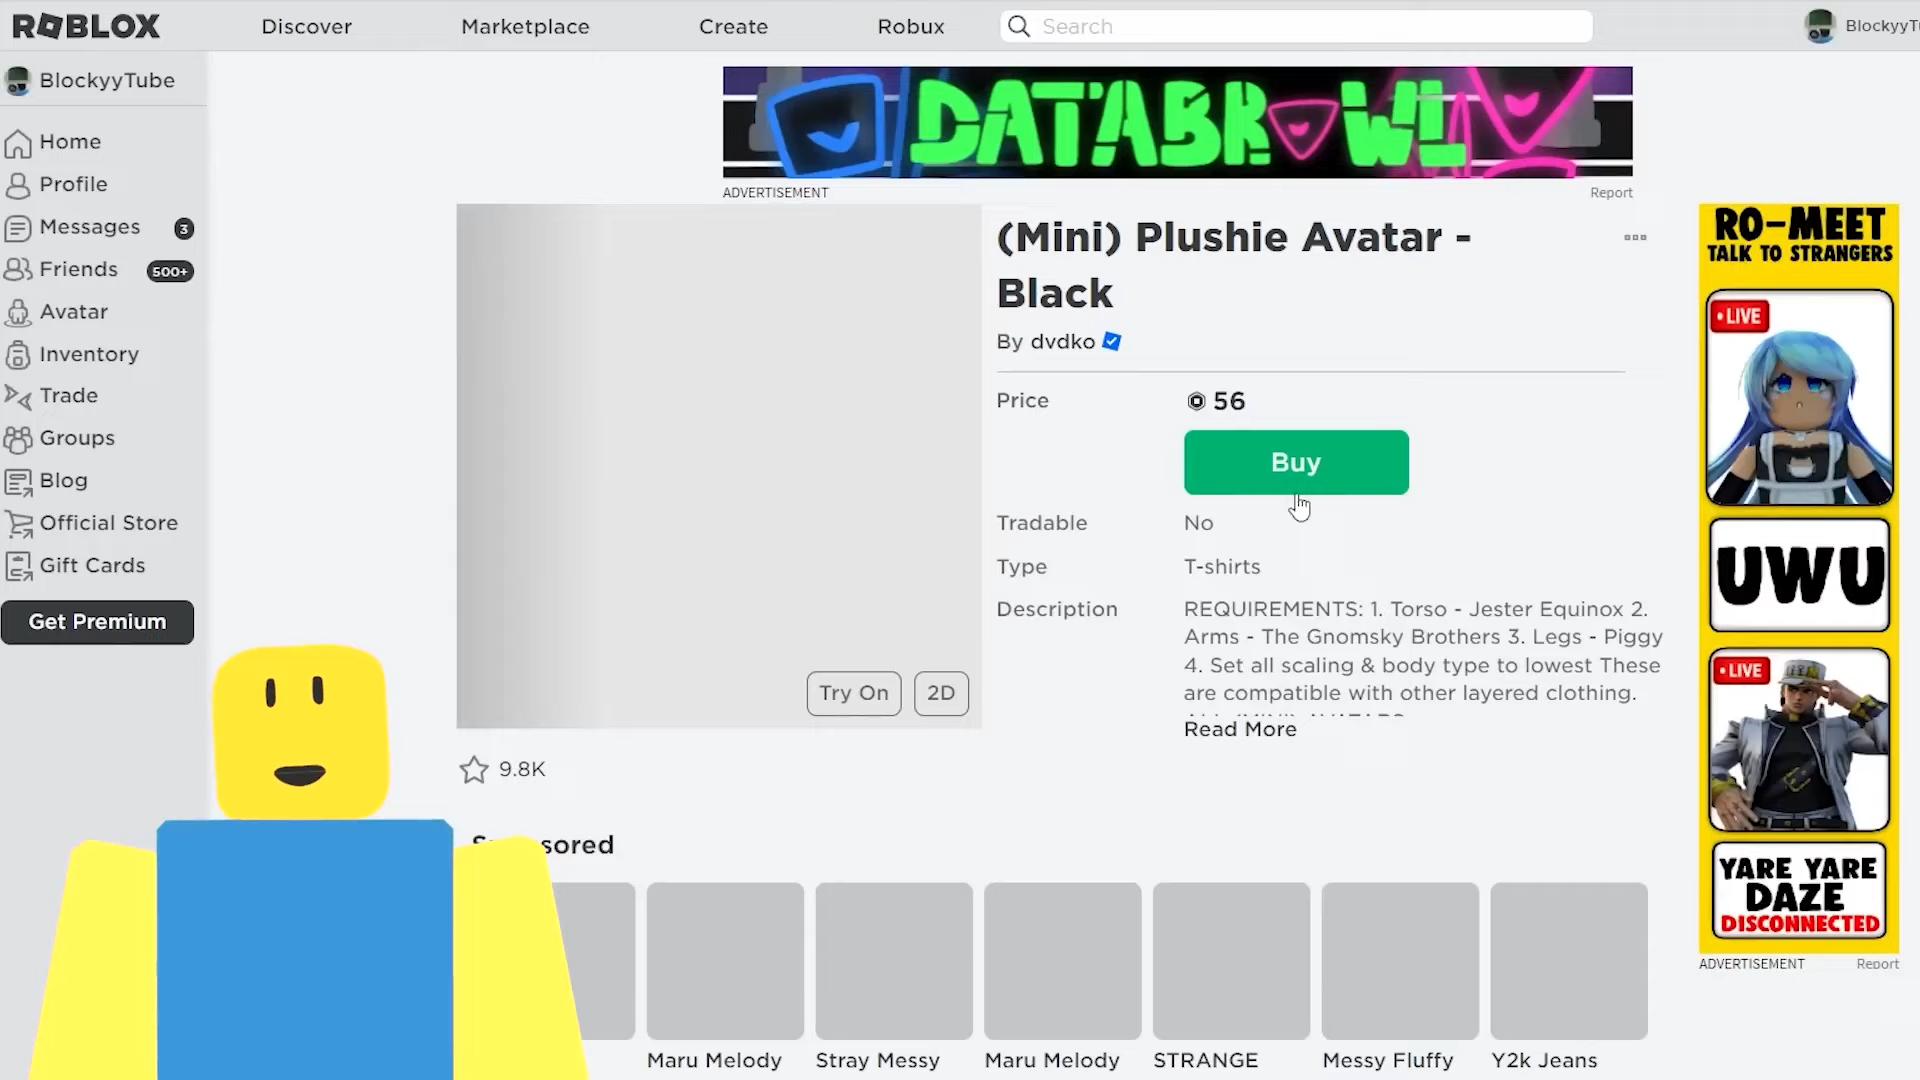 ROBLOX
Discover
Marketplace
Create
Robux
Search
BlockyyTu
BlockyyTube
Home
Profile
Messages
3
Friends
500+
Avatar
Inventory
Trade
Groups
Blog
Official Store
Gift Cards
Get Premium
DATABRAWL
ADVERTISEMENT
Report
(Mini) Plushie Avatar -
Black
By dvdko
Price
56
Buy
Tradable
No
Type
T-shirts
Description
REQUIREMENTS: 1. Torso - Jester Equinox 2.
Arms - The Gnomsky Brothers 3. Legs - Piggy
4. Set all scaling & body type to lowest These
are compatible with other layered clothing.
Read More
Try On
2D
9.8K
sored
Maru Melody
Stray Messy
Maru Melody
STRANGE
Messy Fluffy
Y2k Jeans
RO-MEET
TALK TO STRANGERS
LIVE
UWU
LIVE
YARE YARE
DAZE
DISCONNECTED
ADVERTISEMENT
Report